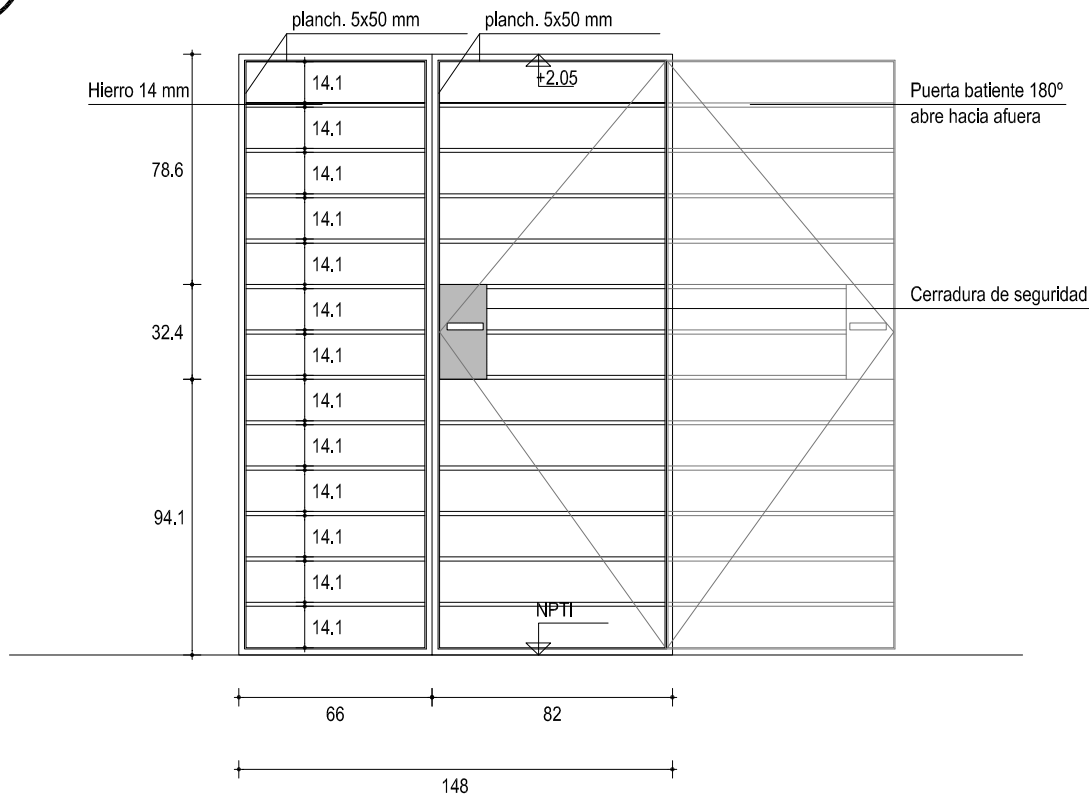 planch. 5x50 mm
planch. 5x50 mm
+2.05
Hierro 14 mm
Puerta batiente 180º
abre hacia afuera
14.1
14.1
78.6
14.1
14.1
14.1
Cerradura de seguridad
14.1
32.4
14.1
14.1
14.1
14.1
94.1
14.1
14.1
NPTI
14.1
66
82
148